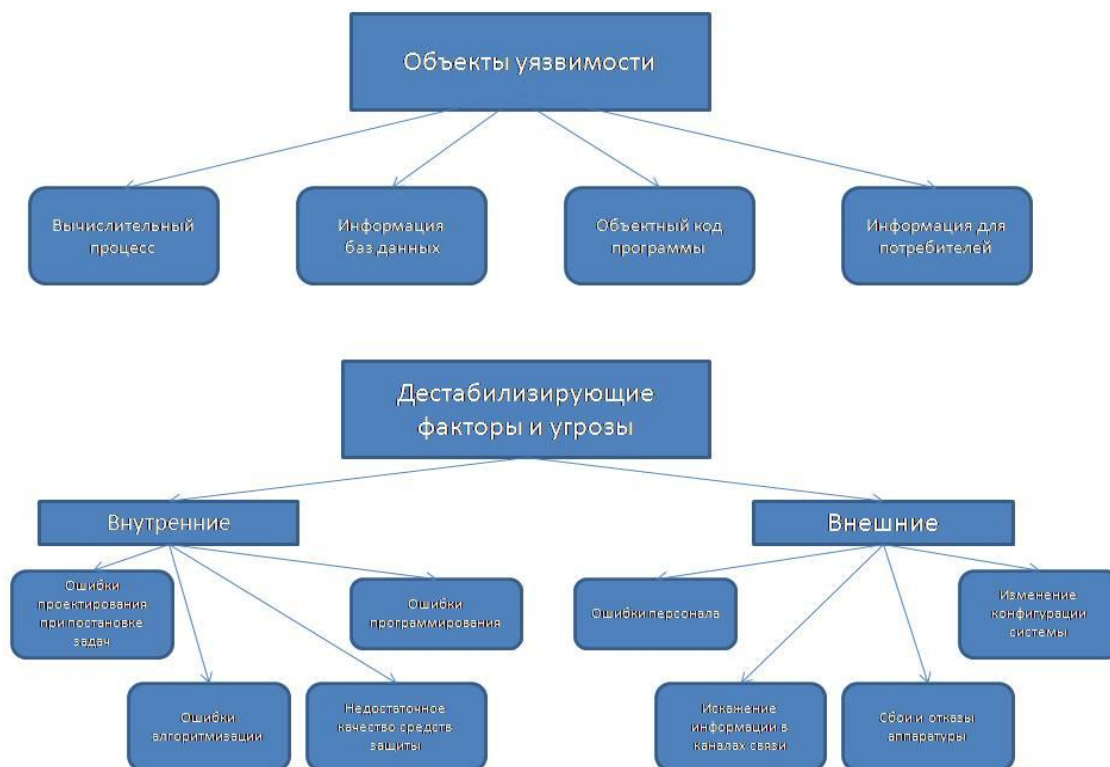 Объекты уязвимости
Вычислительный
процесс
Информация
баз данных
Объектный код
программы
Информация для
потребителей
Дестабилизирующие
факторы и угрозы
Внутренние
Внешние
Ошибки
проектирования
при постановке
задач
Ошибки
программирования
Ошибки персонала
Изменение
конфигурации
системы
Ошибки
алгоритмизации
Недостаточное
качество средств
защиты
Искажение
информации в
каналах связи
Сбои и отказы
аппаратуры